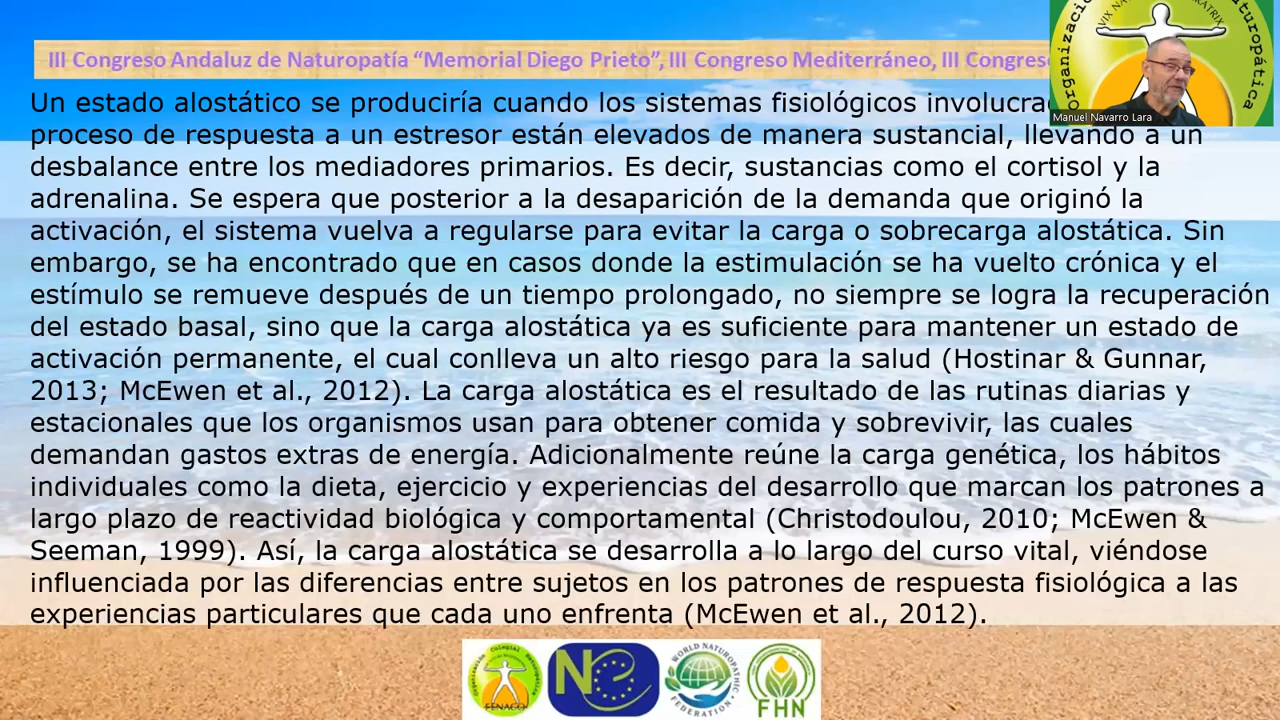 III Congreso Andaluz de Naturopatía “Memorial Diego Prieto”, III Congreso Mediterráneo, III Congreso
Manuel Navarro Lara
Un estado alostático se produciría cuando los sistemas fisiológicos
proceso de respuesta a un estresor están elevados de manera sustancial, llevando a un
desbalance entre los mediadores primarios. Es decir, sustancias como el cortisol y la
adrenalina. Se espera que posterior a la desaparición de la demanda que originó la
activación, el sistema vuelva a regularse para evitar la carga o sobrecarga alostática. Sin
embargo, se ha encontrado que en casos donde la estimulación se ha vuelto crónica y el
estímulo se remueve después de un tiempo prolongado, no siempre se logra la recuperación
del estado basal, sino que la carga alostática ya es suficiente para mantener un estado de
activación permanente, el cual conlleva un alto riesgo para la salud (Hostinar & Gunnar,
2013; McEwen et al., 2012). La carga alostática es el resultado de las rutinas diarias y
estacionales que los organismos usan para obtener comida y sobrevivir, las cuales
demandan gastos extras de energía. Adicionalmente reúne la carga genética, los hábitos
individuales como la dieta, ejercicio y experiencias del desarrollo que marcan los patrones a
largo plazo de reactividad biológica y comportamental (Christodoulou, 2010; McEwen &
Seeman, 1999). Así, la carga alostática se desarrolla a lo largo del curso vital, viéndose
influenciada por las diferencias entre sujetos en los patrones de respuesta fisiológica a las
experiencias particulares que cada uno enfrenta (McEwen et al., 2012).
Organización Colegial Naturopática
FENACO
N
WORLD NATUROPATHIC
FEDERATION
FHN